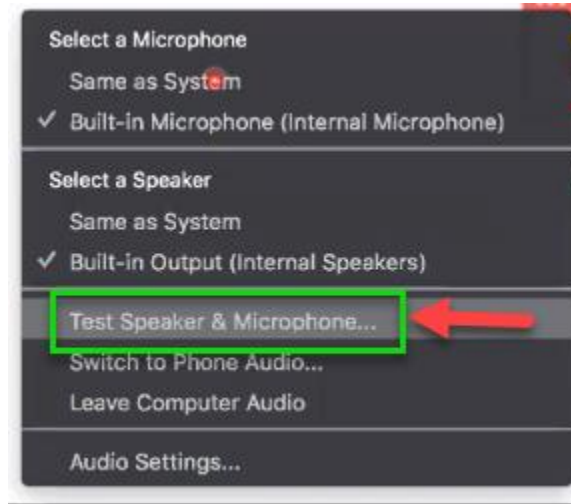 Select a Microphone
Same as System
✓ Built-in Microphone (Internal Microphone)
Select a Speaker
Same as System
✓ Built-in Output (Internal Speakers)
Test Speaker & Microphone...
Switch to Phone Audio...
Leave Computer Audio
Audio Settings...